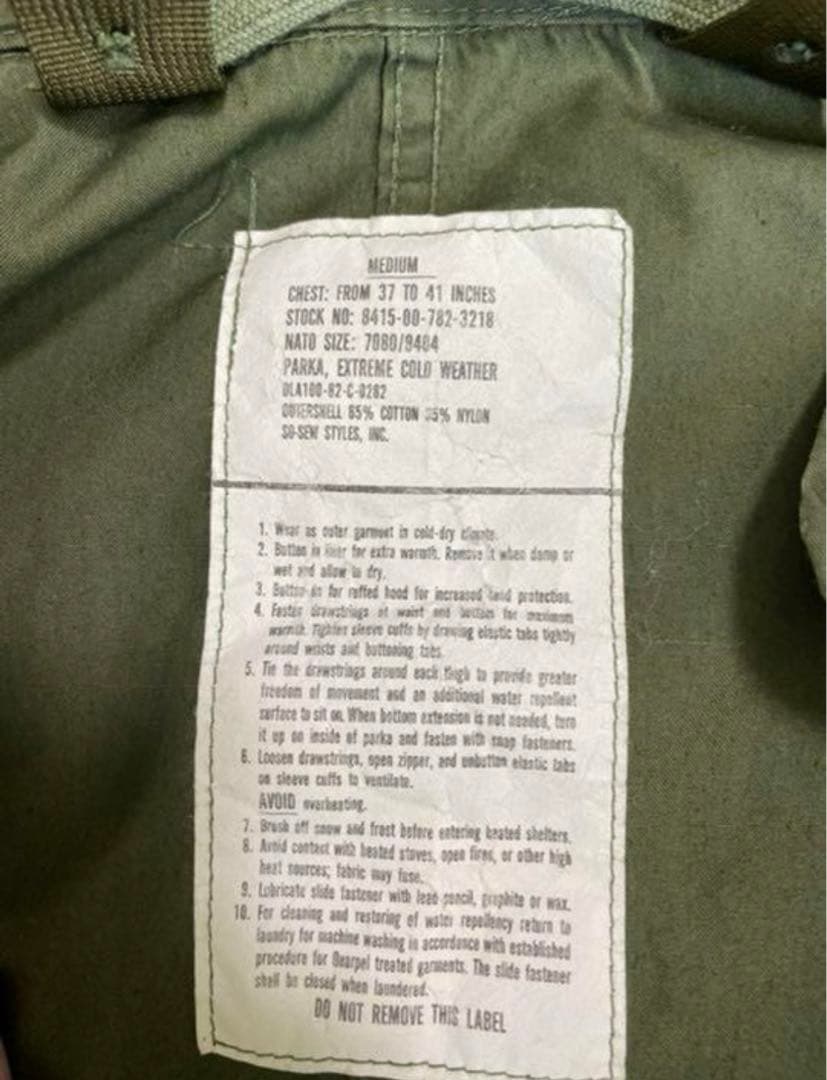 MEDIUM
CHEST: FROM 37 TO 41 INCHES
STOCK NO: 8415-00-782-3218
NATO SIZE: 7080/9404
PARKA, EXTREME COLD WEATHER
DLA100-82-C-0282
OUTERSHELL 65% COTTON 35% NYLON
SO-SEW STYLES, INC.
1. Wear as outer garment in cold-dry climate.
2. Button in liner for extra warmth. Remove it when damp or
wet and allow to dry.
3. Button on fur ruffed hood for increased head protection.
4. Fasten drawstrings at waist and bottom for maximum
warmth. Tighten sleeve cuffs by drawing elastic tabs tightly
around wrists and buttoning tabs.
5. Tie the drawstrings around each thigh to provide greater
freedom of movement and an additional water repellent
surface to sit on. When bottom extension is not needed, turn
it up on inside of parka and fasten with snap fasteners.
6. Loosen drawstrings, open zipper, and unbutton elastic tabs
on sleeve cuffs to ventilate.
AVOID overheating.
7. Brush off snow and frost before entering heated shelters.
8. Avoid contact with heated stoves, open fires, or other high
heat sources; fabric may fuse.
9. Lubricate slide fastener with lead pencil, graphite or wax.
10. For cleaning and restoring of water repellency return to
laundry for machine washing in accordance with established
procedure for Quarpel treated garments. The slide fastener
shall be closed when laundered.
DO NOT REMOVE THIS LABEL